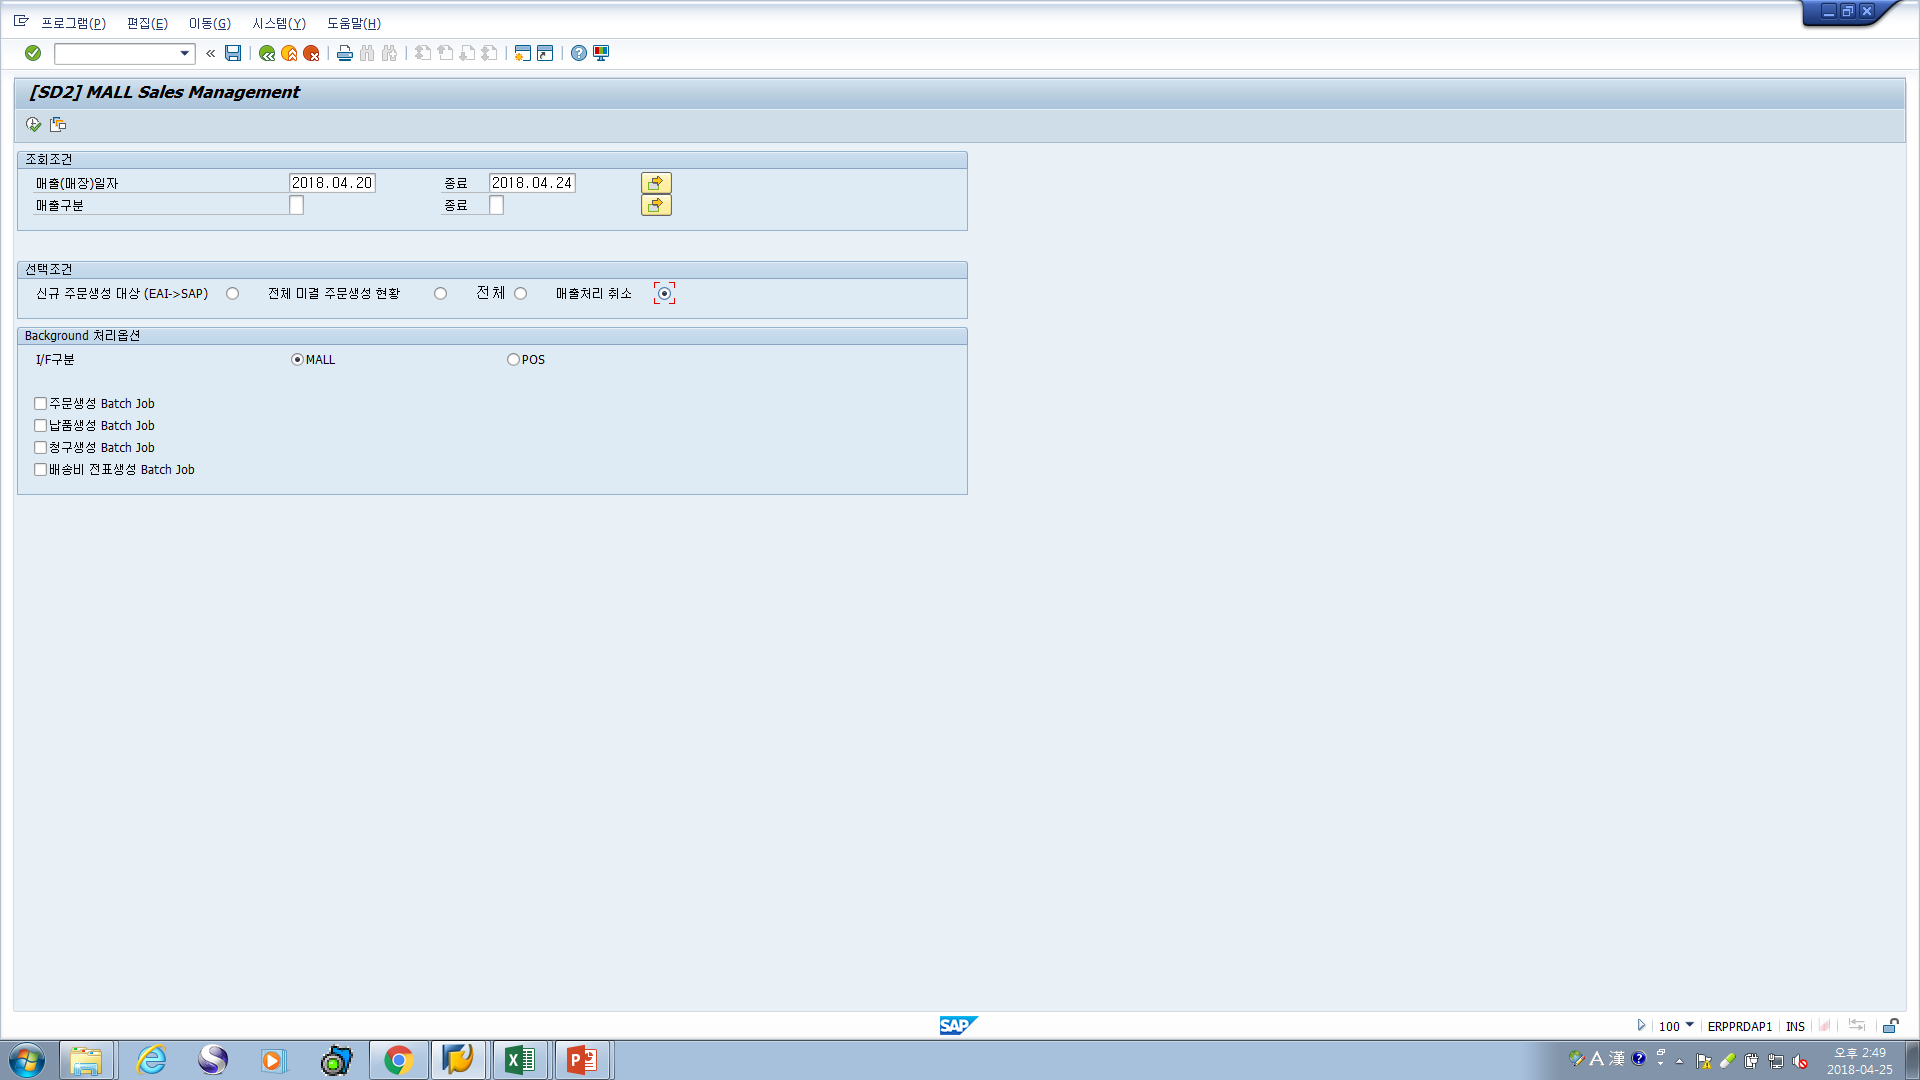 프로그램(P) 편집(E) 이동(G) 시스템(Y) 도움말(H)
[SD2] MALL Sales Management
조회조건
매출(매장)일자 2018.04.20 종료 2018.04.24
매출구분 종료
선택조건
신규 주문생성 대상 (EAI->SAP) 전체 미결 주문생성 현황 전체 매출처리 취소
Background 처리옵션
I/F구분 MALL POS
주문생성 Batch Job
납품생성 Batch Job
청구생성 Batch Job
배송비 전표생성 Batch Job
SAP
100 ERPPRDAP1 INS
A 漢
오후 2:49
2018-04-25